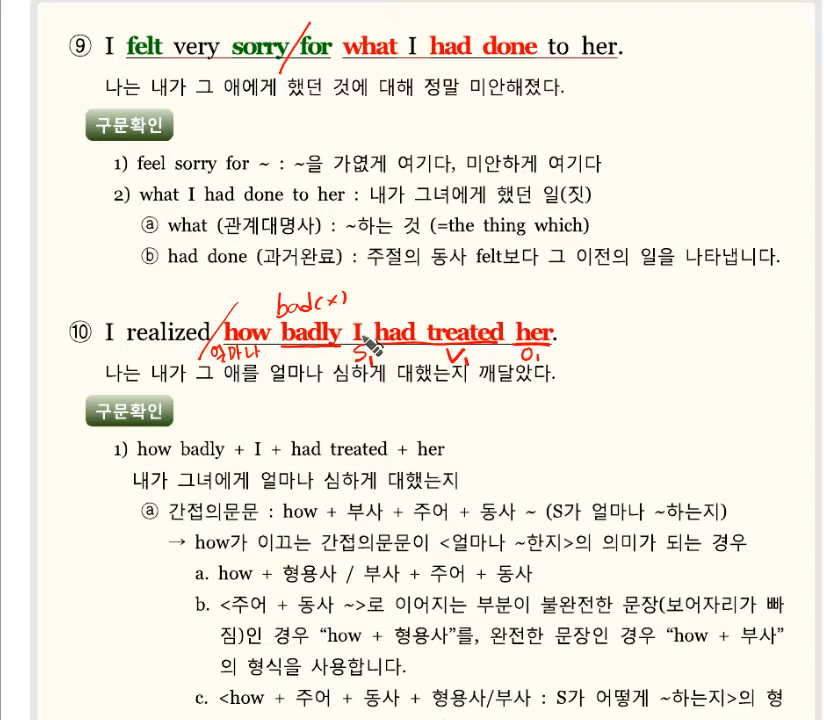 ⑨ I felt very sorry for what I had done to her.
나는 내가 그 애에게 했던 것에 대해 정말 미안해졌다.
구문확인
1) feel sorry for ~ : ~을 가엾게 여기다, 미안하게 여기다
2) what I had done to her : 내가 그녀에게 했던 일(짓)
ⓐ what (관계대명사) : ~하는 것 (=the thing which)
ⓑ had done (과거완료) : 주절의 동사 felt보다 그 이전의 일을 나타냅니다.
bad(×)
⑩ I realized how badly I had treated her.
얼마나 S₁ V₁ O₁
나는 내가 그 애를 얼마나 심하게 대했는지 깨달았다.
구문확인
1) how badly + I + had treated + her
내가 그녀에게 얼마나 심하게 대했는지
ⓐ 간접의문문 : how + 부사 + 주어 + 동사 ~ (S가 얼마나 ~하는지)
→ how가 이끄는 간접의문문이 <얼마나 ~한지>의 의미가 되는 경우
a. how + 형용사 / 부사 + 주어 + 동사
b. <주어 + 동사 ~>로 이어지는 부분이 불완전한 문장(보어자리가 빠
짐)인 경우 “how + 형용사”를, 완전한 문장인 경우 “how + 부사”
의 형식을 사용합니다.
c. <how + 주어 + 동사 + 형용사/부사 : S가 어떻게 ~하는지>의 형